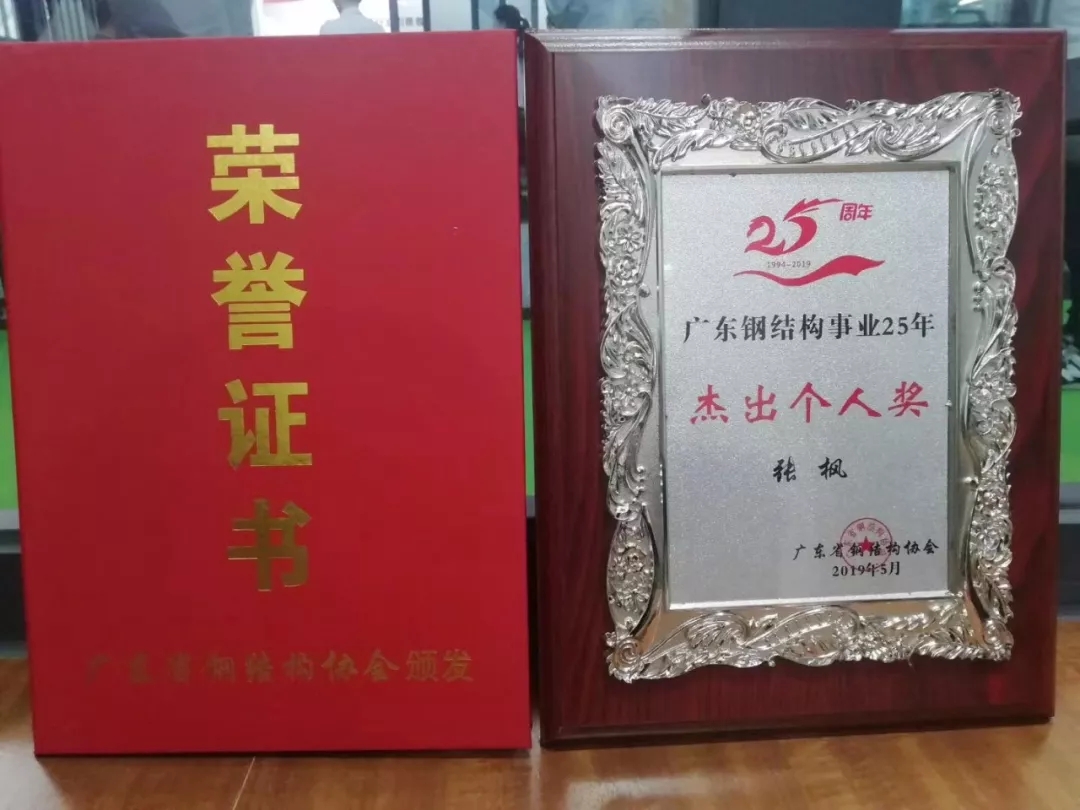 荣誉证书
广东省钢结构协会颁发
25周年
1994-2019
广东钢结构事业25年
杰出个人奖
张枫
广东省钢结构协会
2019年5月